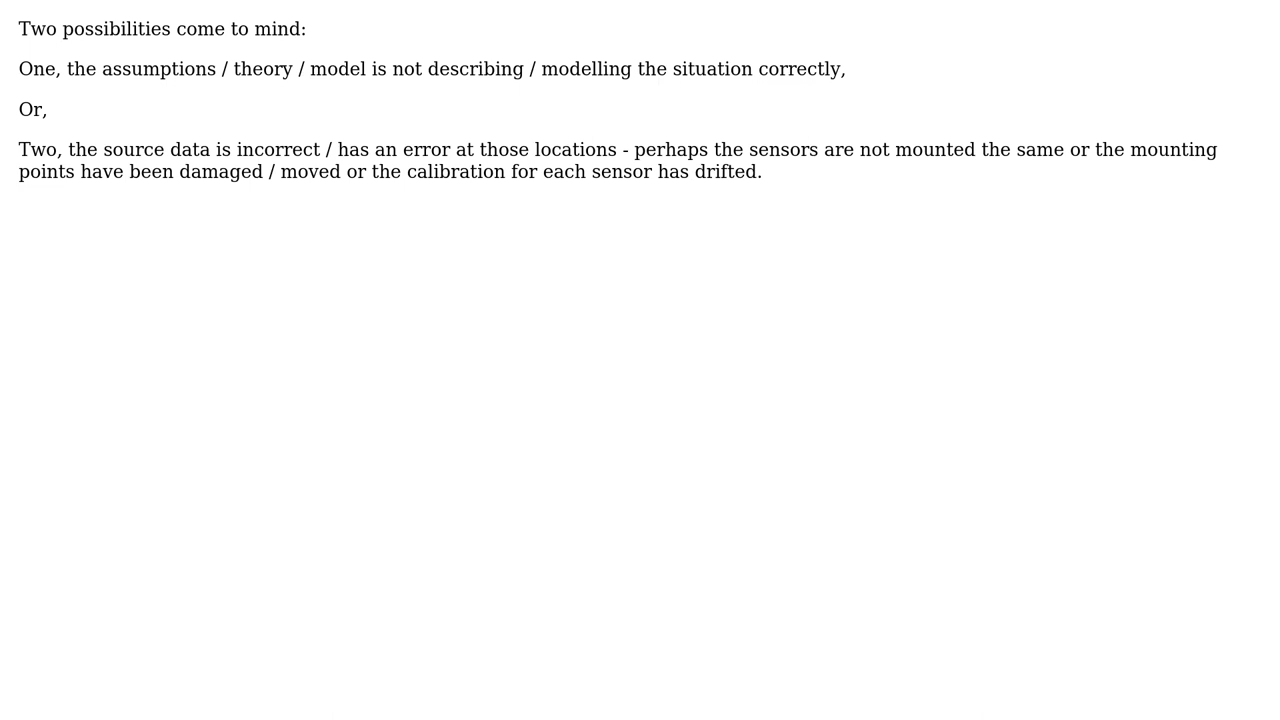 Two possibilities come to mind:
One, the assumptions / theory / model is not describing / modelling the situation correctly,
Or,
Two, the source data is incorrect / has an error at those locations - perhaps the sensors are not mounted the same or the mounting
points have been damaged / moved or the calibration for each sensor has drifted.